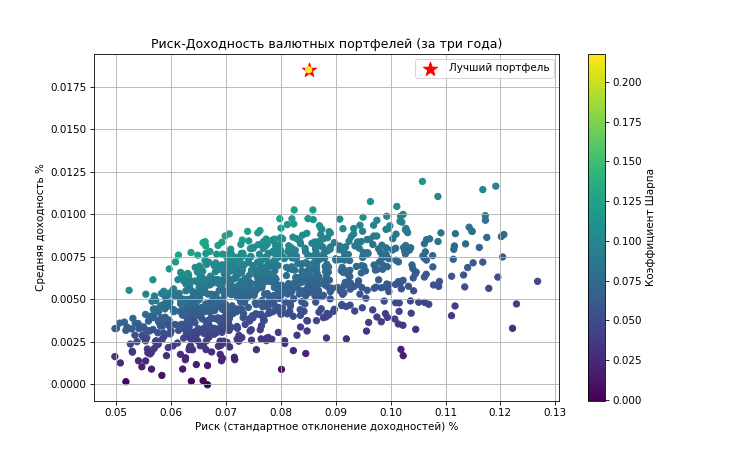 Риск-Доходность валютных портфелей (за три года)
Лучший портфель
0.0175
0.0150
0.0125
0.0100
0.0075
0.0050
0.0025
0.0000
Средняя доходность %
0.05 0.06 0.07 0.08 0.09 0.10 0.11 0.12 0.13
Риск (стандартное отклонение доходностей) %
0.200
0.175
0.150
0.125
0.100
0.075
0.050
0.025
0.000
Коэффициент Шарпа